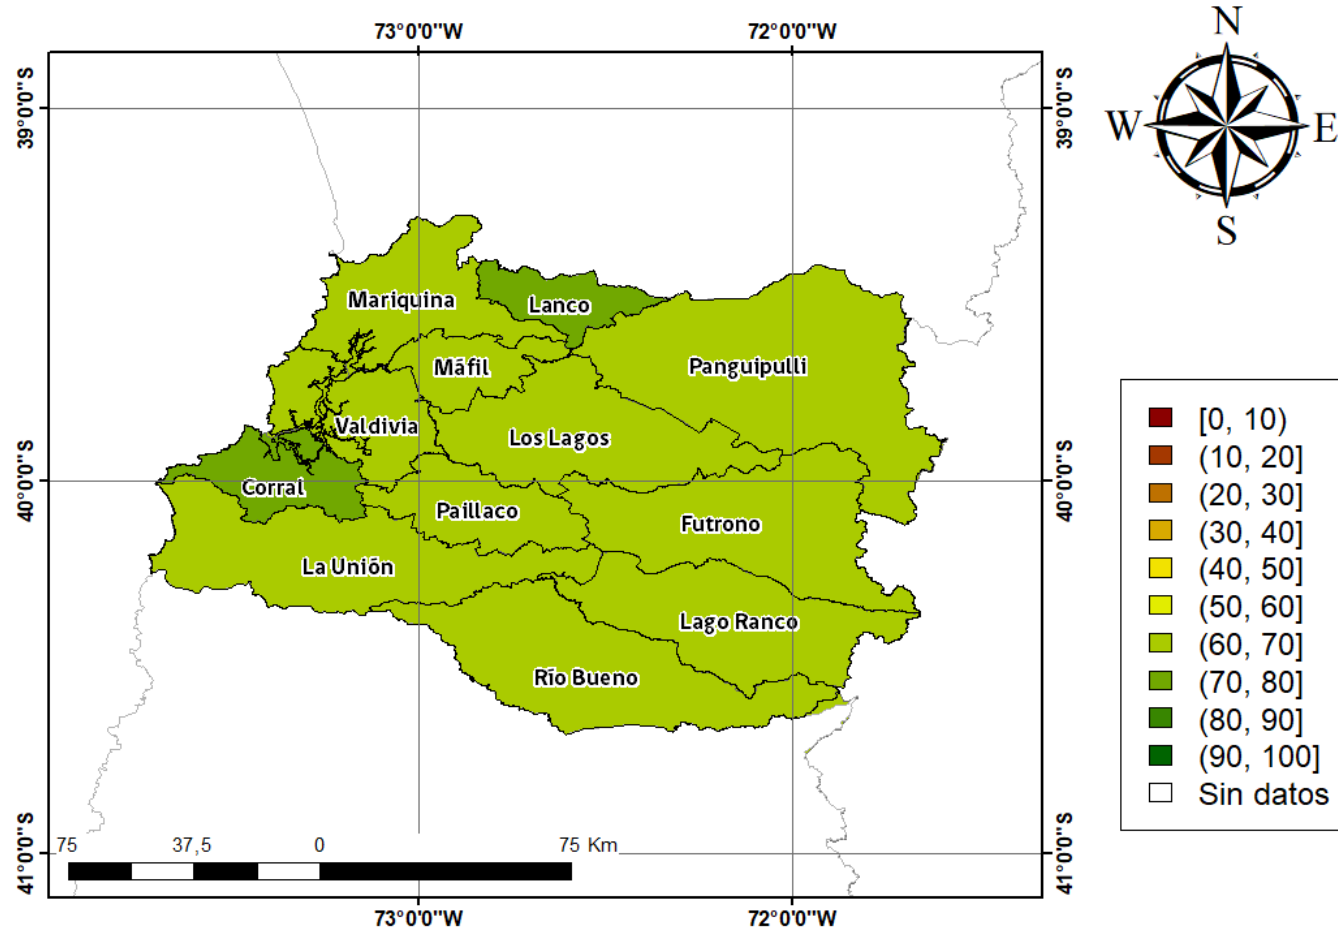 73°0'0"W
72°0'0"W
N
W
E
S
39°0'0"S
39°0'0"S
Mariquina
Lanco
Máfil
Panguipulli
Valdivia
Los Lagos
[0, 10)
(10, 20]
(20, 30]
(30, 40]
(40, 50]
(50, 60]
(60, 70]
(70, 80]
(80, 90]
(90, 100]
Sin datos
40°0'0"S
40°0'0"S
Corral
Paillaco
Futrono
La Unión
Lago Ranco
Río Bueno
75
37,5
0
75 Km
41°0'0"S
41°0'0"S
73°0'0"W
72°0'0"W